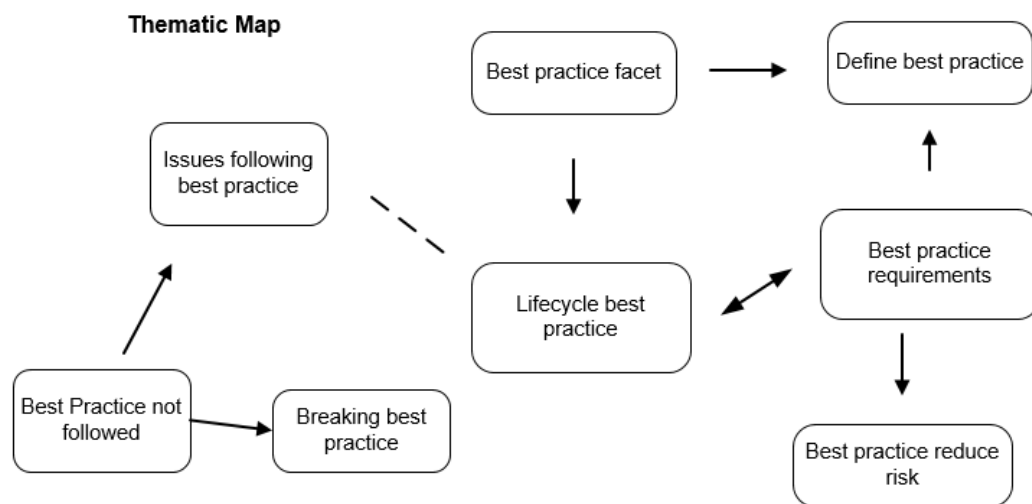 Thematic Map
Best practice facet
Define best practice
Issues following
best practice
Best practice
requirements
Lifecycle best
practice
Best Practice not
followed
Breaking best
practice
Best practice reduce
risk